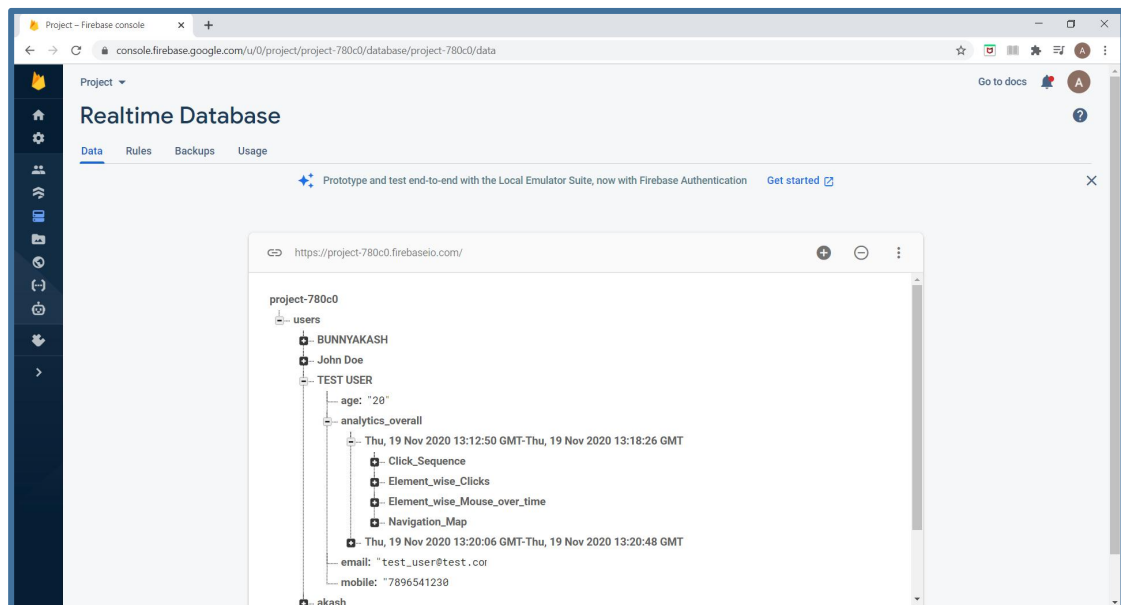 Project – Firebase console
console.firebase.google.com/u/0/project/project-780c0/database/project-780c0/data
A
Project
Go to docs
A
Realtime Database
Data Rules Backups Usage
Prototype and test end-to-end with the Local Emulator Suite, now with Firebase Authentication Get started
https://project-780c0.firebaseio.com/
project-780c0
users
BUNNYAKASH
John Doe
TEST USER
age: "20"
analytics_overall
Thu, 19 Nov 2020 13:12:50 GMT-Thu, 19 Nov 2020 13:18:26 GMT
Click_Sequence
Element_wise_Clicks
Element_wise_Mouse_over_time
Navigation_Map
Thu, 19 Nov 2020 13:20:06 GMT-Thu, 19 Nov 2020 13:20:48 GMT
email: "test_user@test.com
mobile: "7896541230
akash